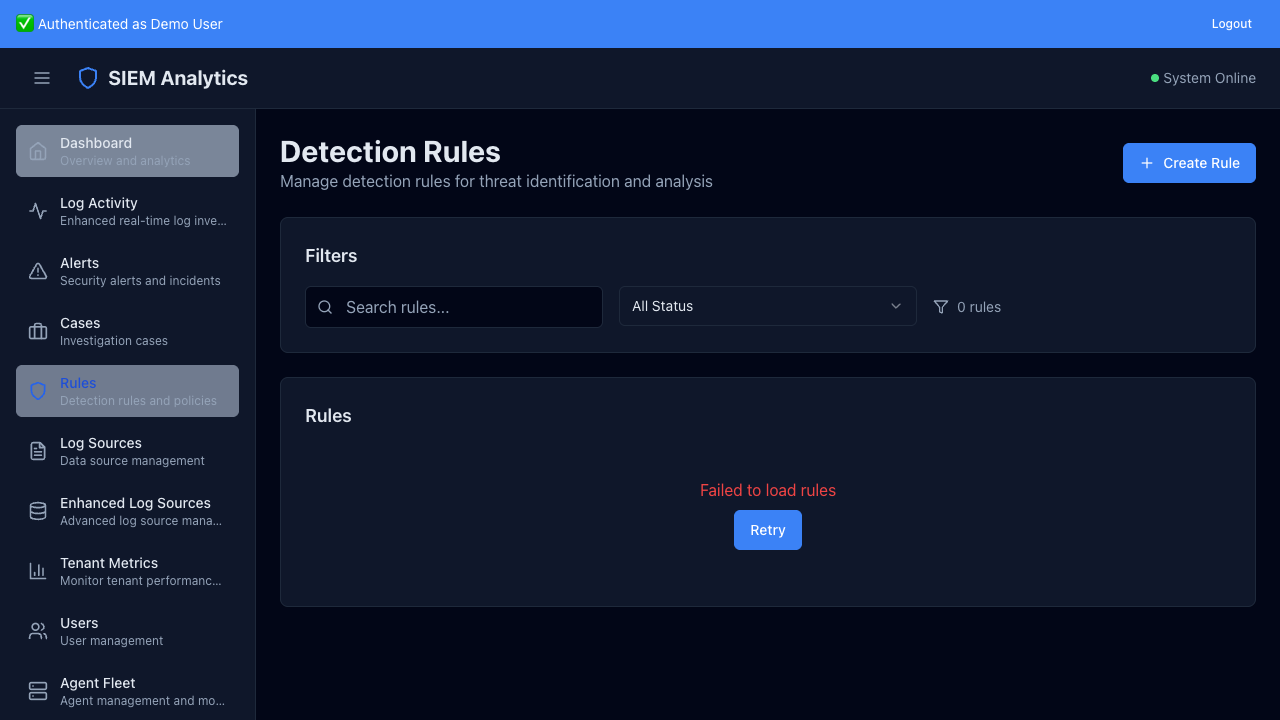 ✅ Authenticated as Demo User
Logout
SIEM Analytics
System Online
Dashboard
Overview and analytics
Log Activity
Enhanced real-time log inve...
Alerts
Security alerts and incidents
Cases
Investigation cases
Rules
Detection rules and policies
Log Sources
Data source management
Enhanced Log Sources
Advanced log source mana...
Tenant Metrics
Monitor tenant performanc...
Users
User management
Agent Fleet
Agent management and mo...
Detection Rules
Manage detection rules for threat identification and analysis
Create Rule
Filters
Search rules...
All Status
0 rules
Rules
Failed to load rules
Retry